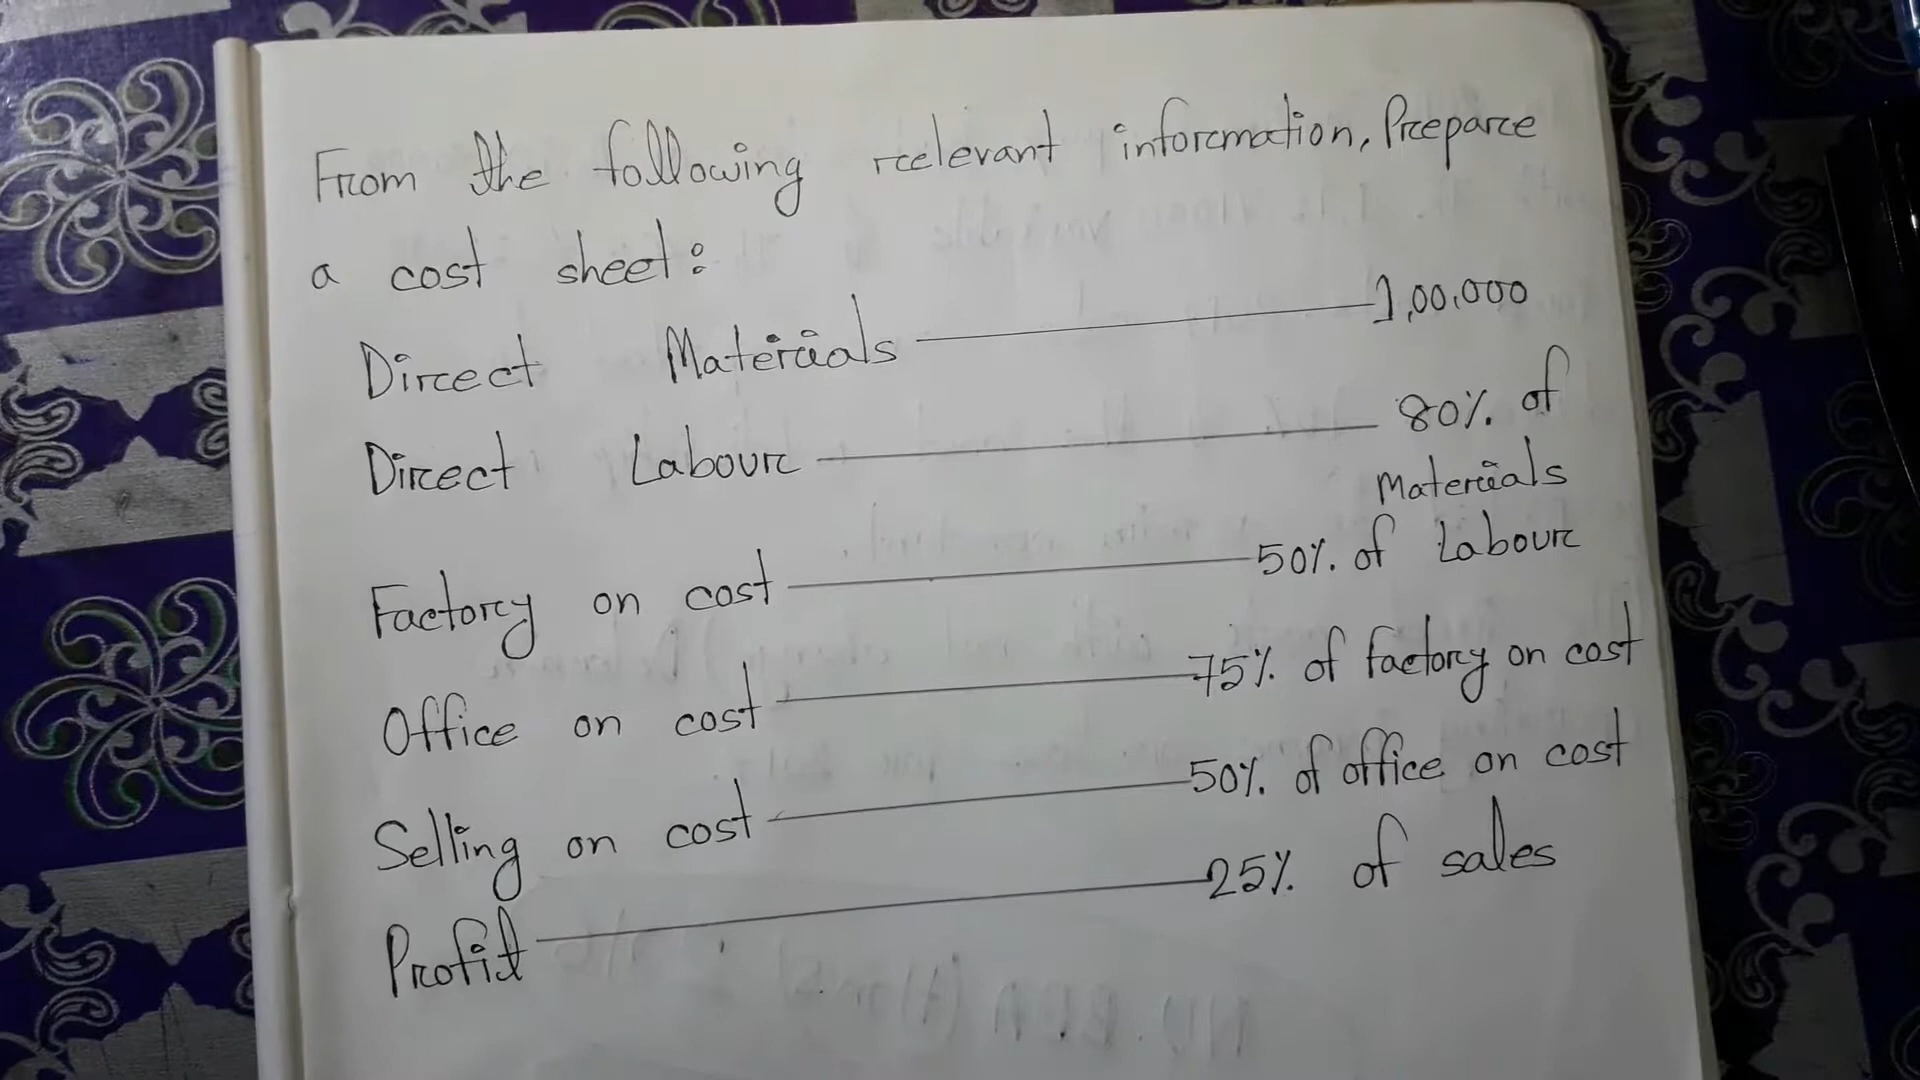 From the following relevant information, Prepare
a cost sheet:
Direct Materials — 1,00,000
Direct Labour — 80% of
Materials
Factory on cost — 50% of Labour
Office on cost — 75% of factory on cost
Selling on cost — 50% of office on cost
Profit — 25% of sales